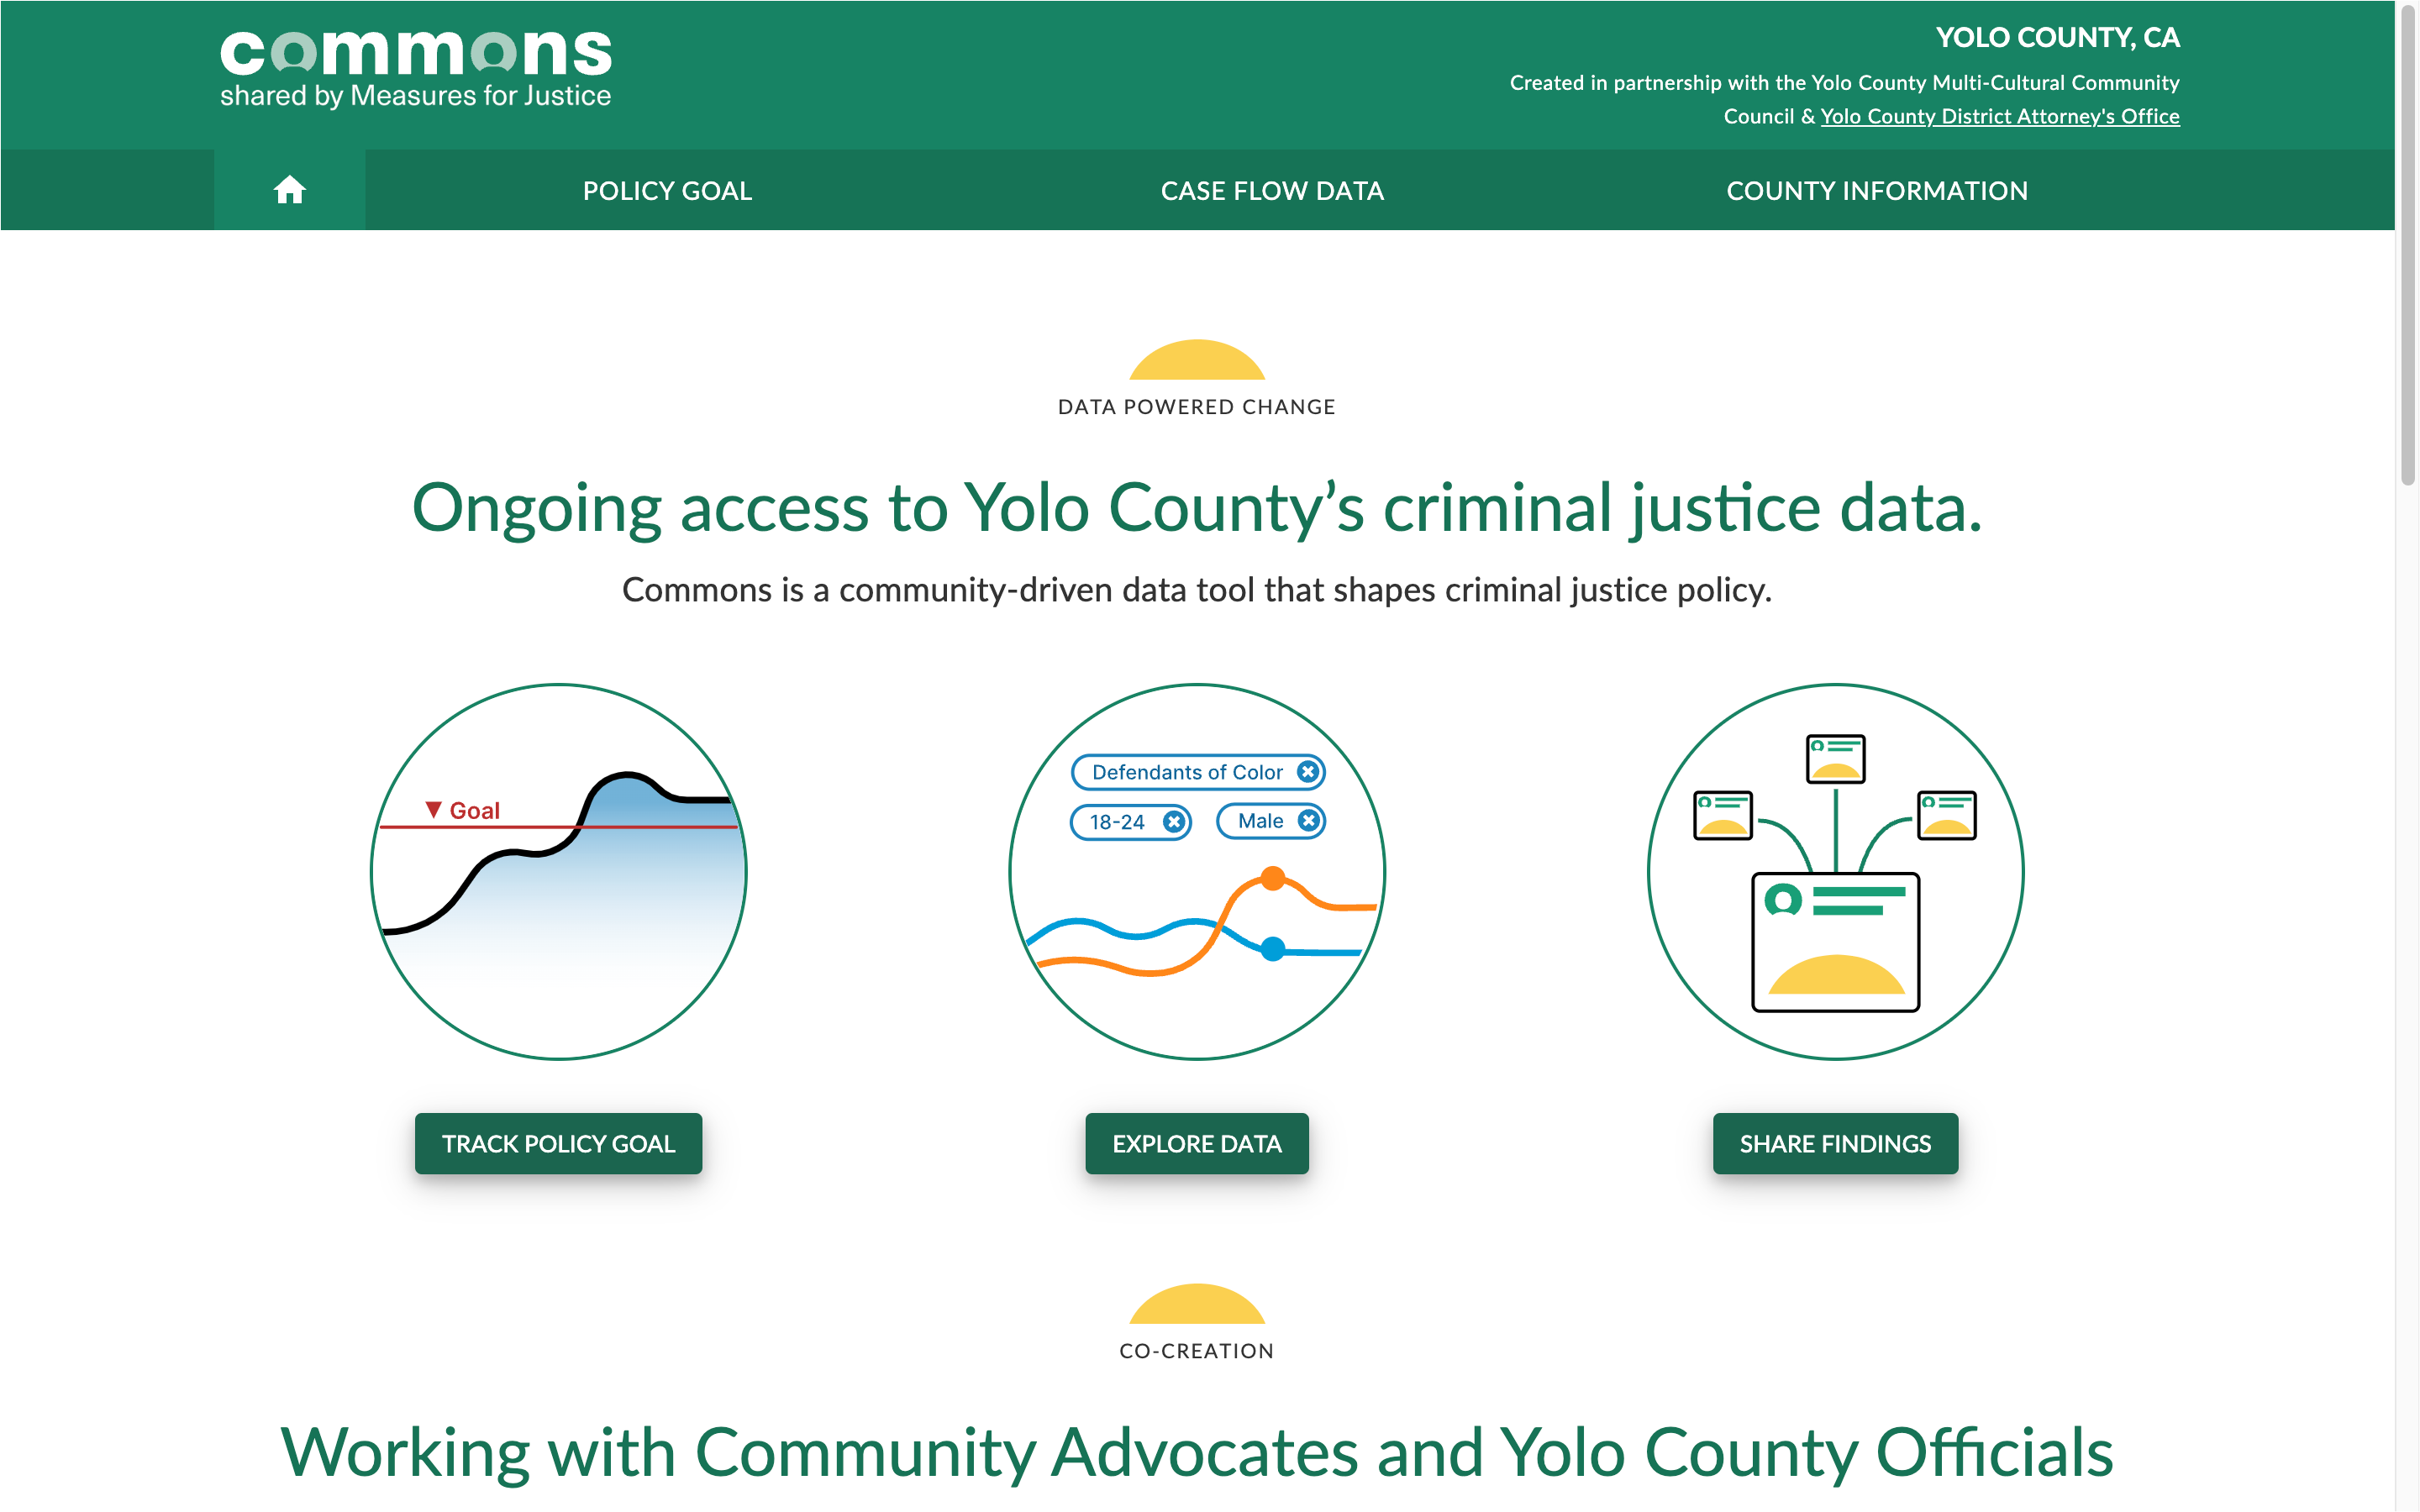 commons
shared by Measures for Justice
YOLO COUNTY, CA
Created in partnership with the Yolo County Multi-Cultural Community
Council & Yolo County District Attorney's Office
POLICY GOAL
CASE FLOW DATA
COUNTY INFORMATION
DATA POWERED CHANGE
Ongoing access to Yolo County’s criminal justice data.
Commons is a community-driven data tool that shapes criminal justice policy.
Goal
Defendants of Color
18-24
Male
TRACK POLICY GOAL
EXPLORE DATA
SHARE FINDINGS
CO-CREATION
Working with Community Advocates and Yolo County Officials